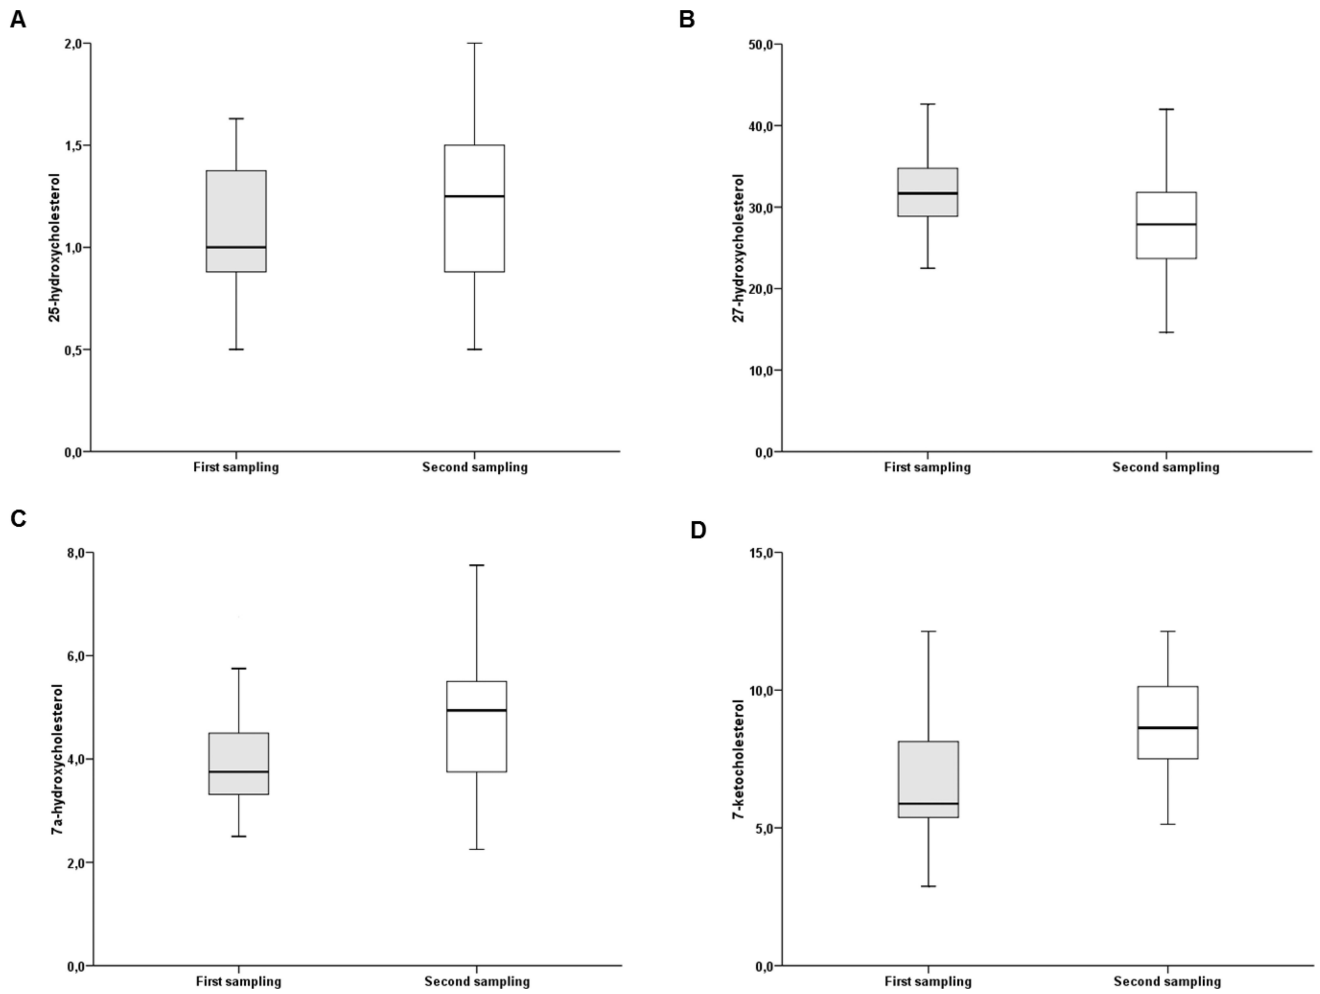 A
2,0
1,5
1,0
0,5
0,0
25-hydroxycholesterol
First sampling
Second sampling
B
50,0
40,0
30,0
20,0
10,0
0,0
27-hydroxycholesterol
First sampling
Second sampling
C
8,0
6,0
4,0
2,0
0,0
7a-hydroxycholesterol
First sampling
Second sampling
D
15,0
10,0
5,0
0,0
7-ketocholesterol
First sampling
Second sampling